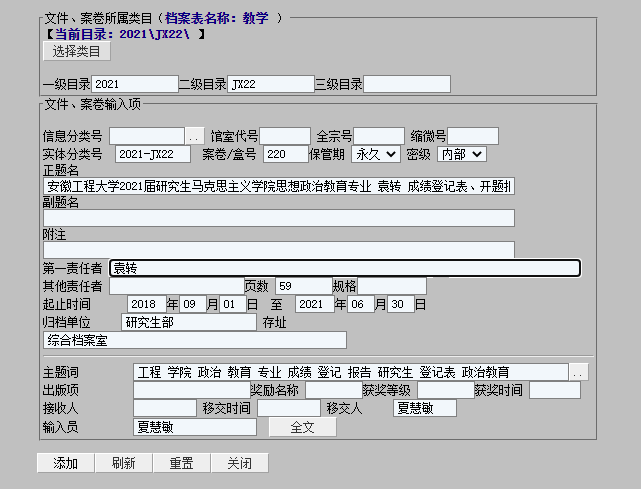 文件、案卷所属类目（档案表名称：教学 ）
【当前目录：2021\JX22\ 】
选择类目
一级目录 2021 二级目录 JX22 三级目录
文件、案卷输入项
信息分类号 .. 馆室代号 全宗号 缩微号
实体分类号 2021-JX22 案卷/盒号 220 保管期 永久 密级 内部
正题名
安徽工程大学2021届研究生马克思主义学院思想政治教育专业 袁转 成绩登记表、开题报
副题名
附注
第一责任者 袁转
其他责任者 页数 59 规格
起止时间 2018 年 09 月 01 日 至 2021 年 06 月 30 日
归档单位 研究生部 存址
综合档案室
主题词 工程 学院 政治 教育 专业 成绩 登记 报告 研究生 登记表 政治教育 ..
出版项 奖励名称 获奖等级 获奖时间
接收人 移交时间 移交人 夏慧敏
输入员 夏慧敏 全文
添加 刷新 重置 关闭